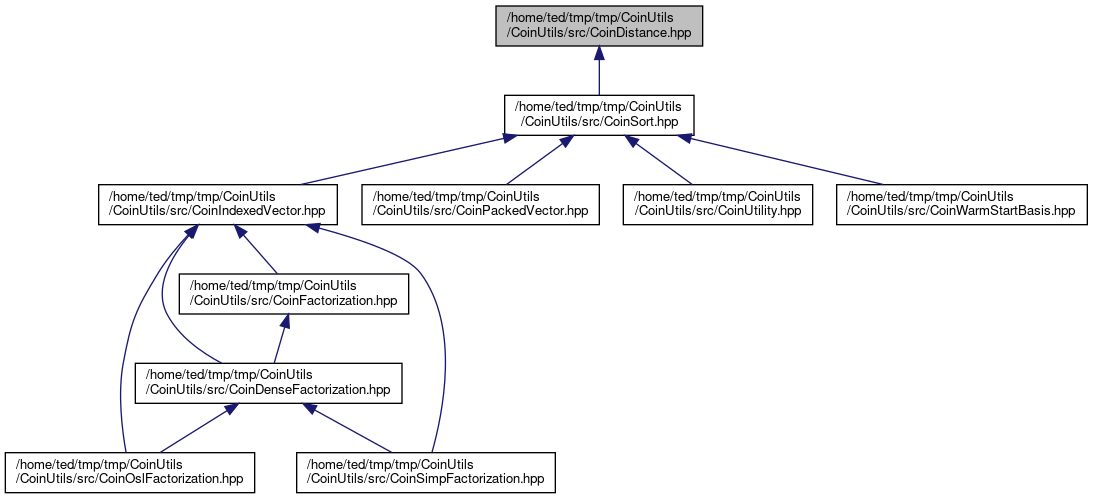 /home/ted/tmp/tmp/CoinUtils
/CoinUtils/src/CoinDistance.hpp
/home/ted/tmp/tmp/CoinUtils
/CoinUtils/src/CoinSort.hpp
/home/ted/tmp/tmp/CoinUtils
/CoinUtils/src/CoinIndexedVector.hpp
/home/ted/tmp/tmp/CoinUtils
/CoinUtils/src/CoinPackedVector.hpp
/home/ted/tmp/tmp/CoinUtils
/CoinUtils/src/CoinUtility.hpp
/home/ted/tmp/tmp/CoinUtils
/CoinUtils/src/CoinWarmStartBasis.hpp
/home/ted/tmp/tmp/CoinUtils
/CoinUtils/src/CoinFactorization.hpp
/home/ted/tmp/tmp/CoinUtils
/CoinUtils/src/CoinDenseFactorization.hpp
/home/ted/tmp/tmp/CoinUtils
/CoinUtils/src/CoinOslFactorization.hpp
/home/ted/tmp/tmp/CoinUtils
/CoinUtils/src/CoinSimpFactorization.hpp